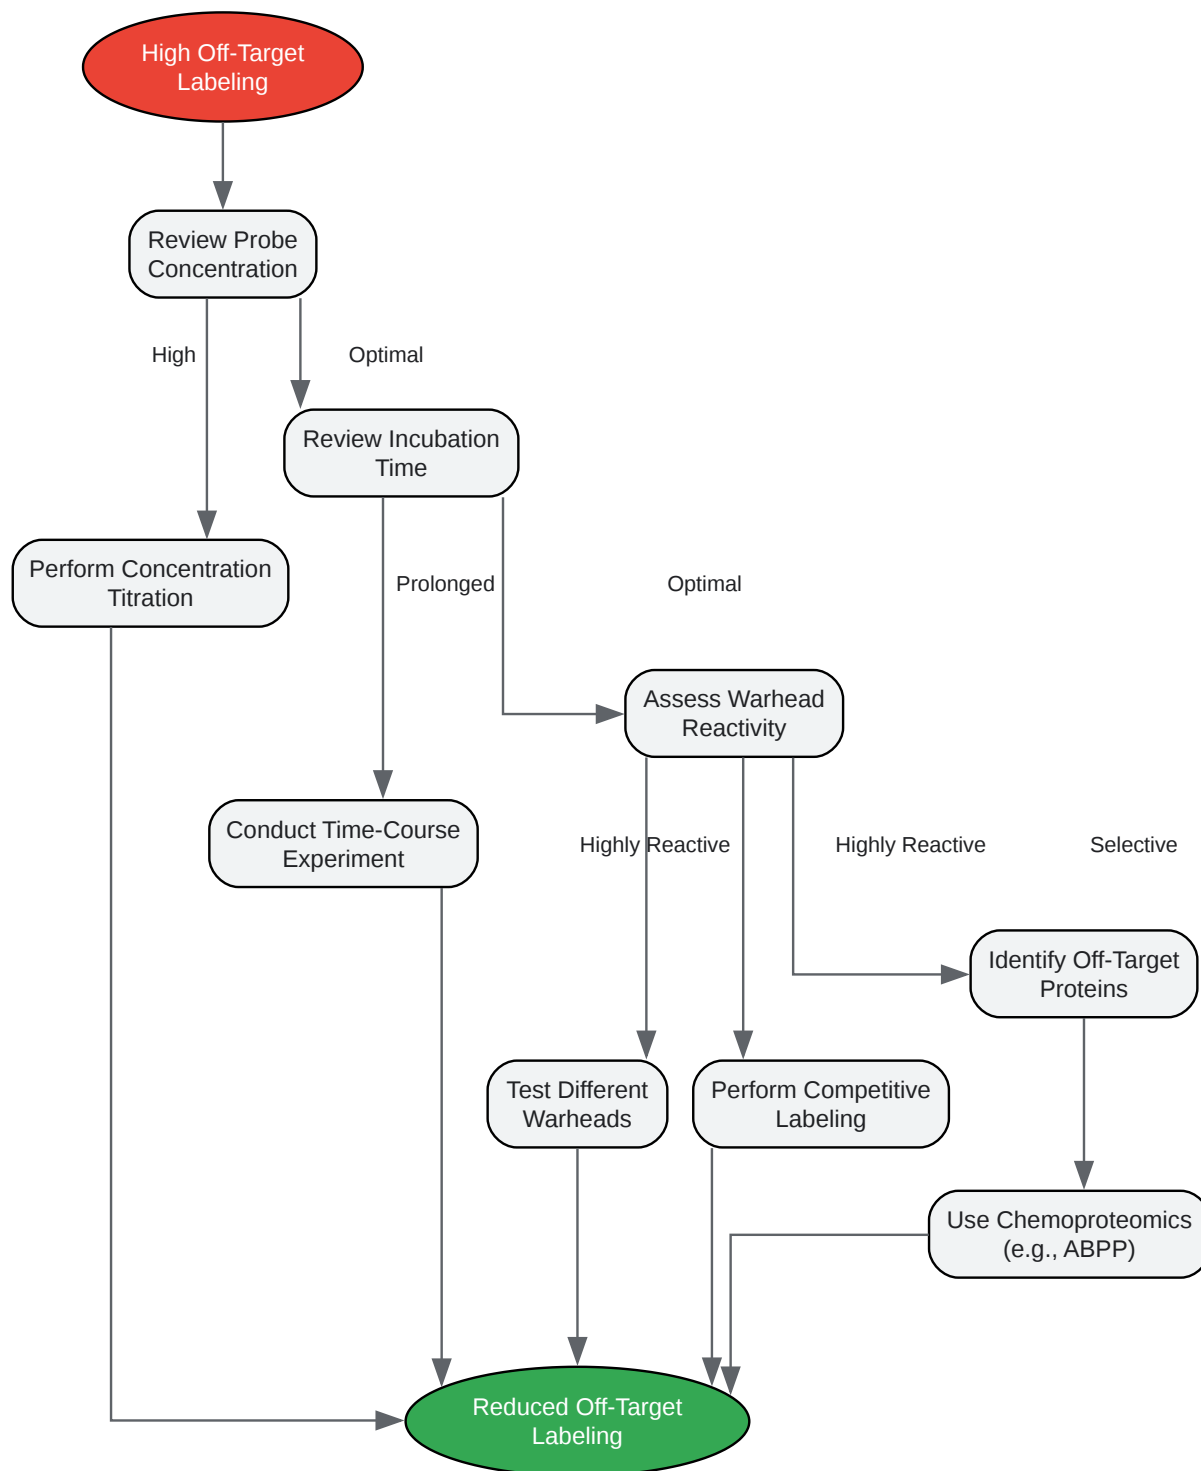 High Off-Target
Labeling
Review Probe
Concentration
High
Optimal
Review Incubation
Time
Perform Concentration
Titration
Prolonged
Optimal
Assess Warhead
Reactivity
Conduct Time-Course
Experiment
Highly Reactive
Highly Reactive
Selective
Identify Off-Target
Proteins
Test Different
Warheads
Perform Competitive
Labeling
Use Chemoproteomics
(e.g., ABPP)
Reduced Off-Target
Labeling